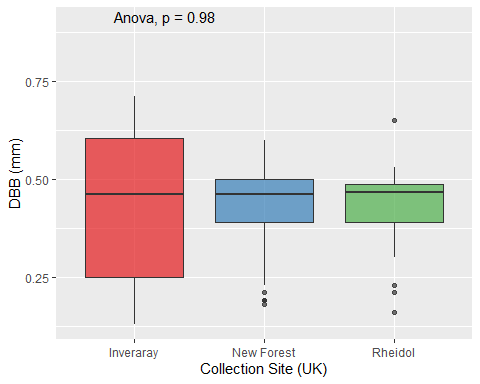 Anova, p = 0.98
DBB (mm)
0.75
0.50
0.25
Inveraray New Forest Rheidol
Collection Site (UK)